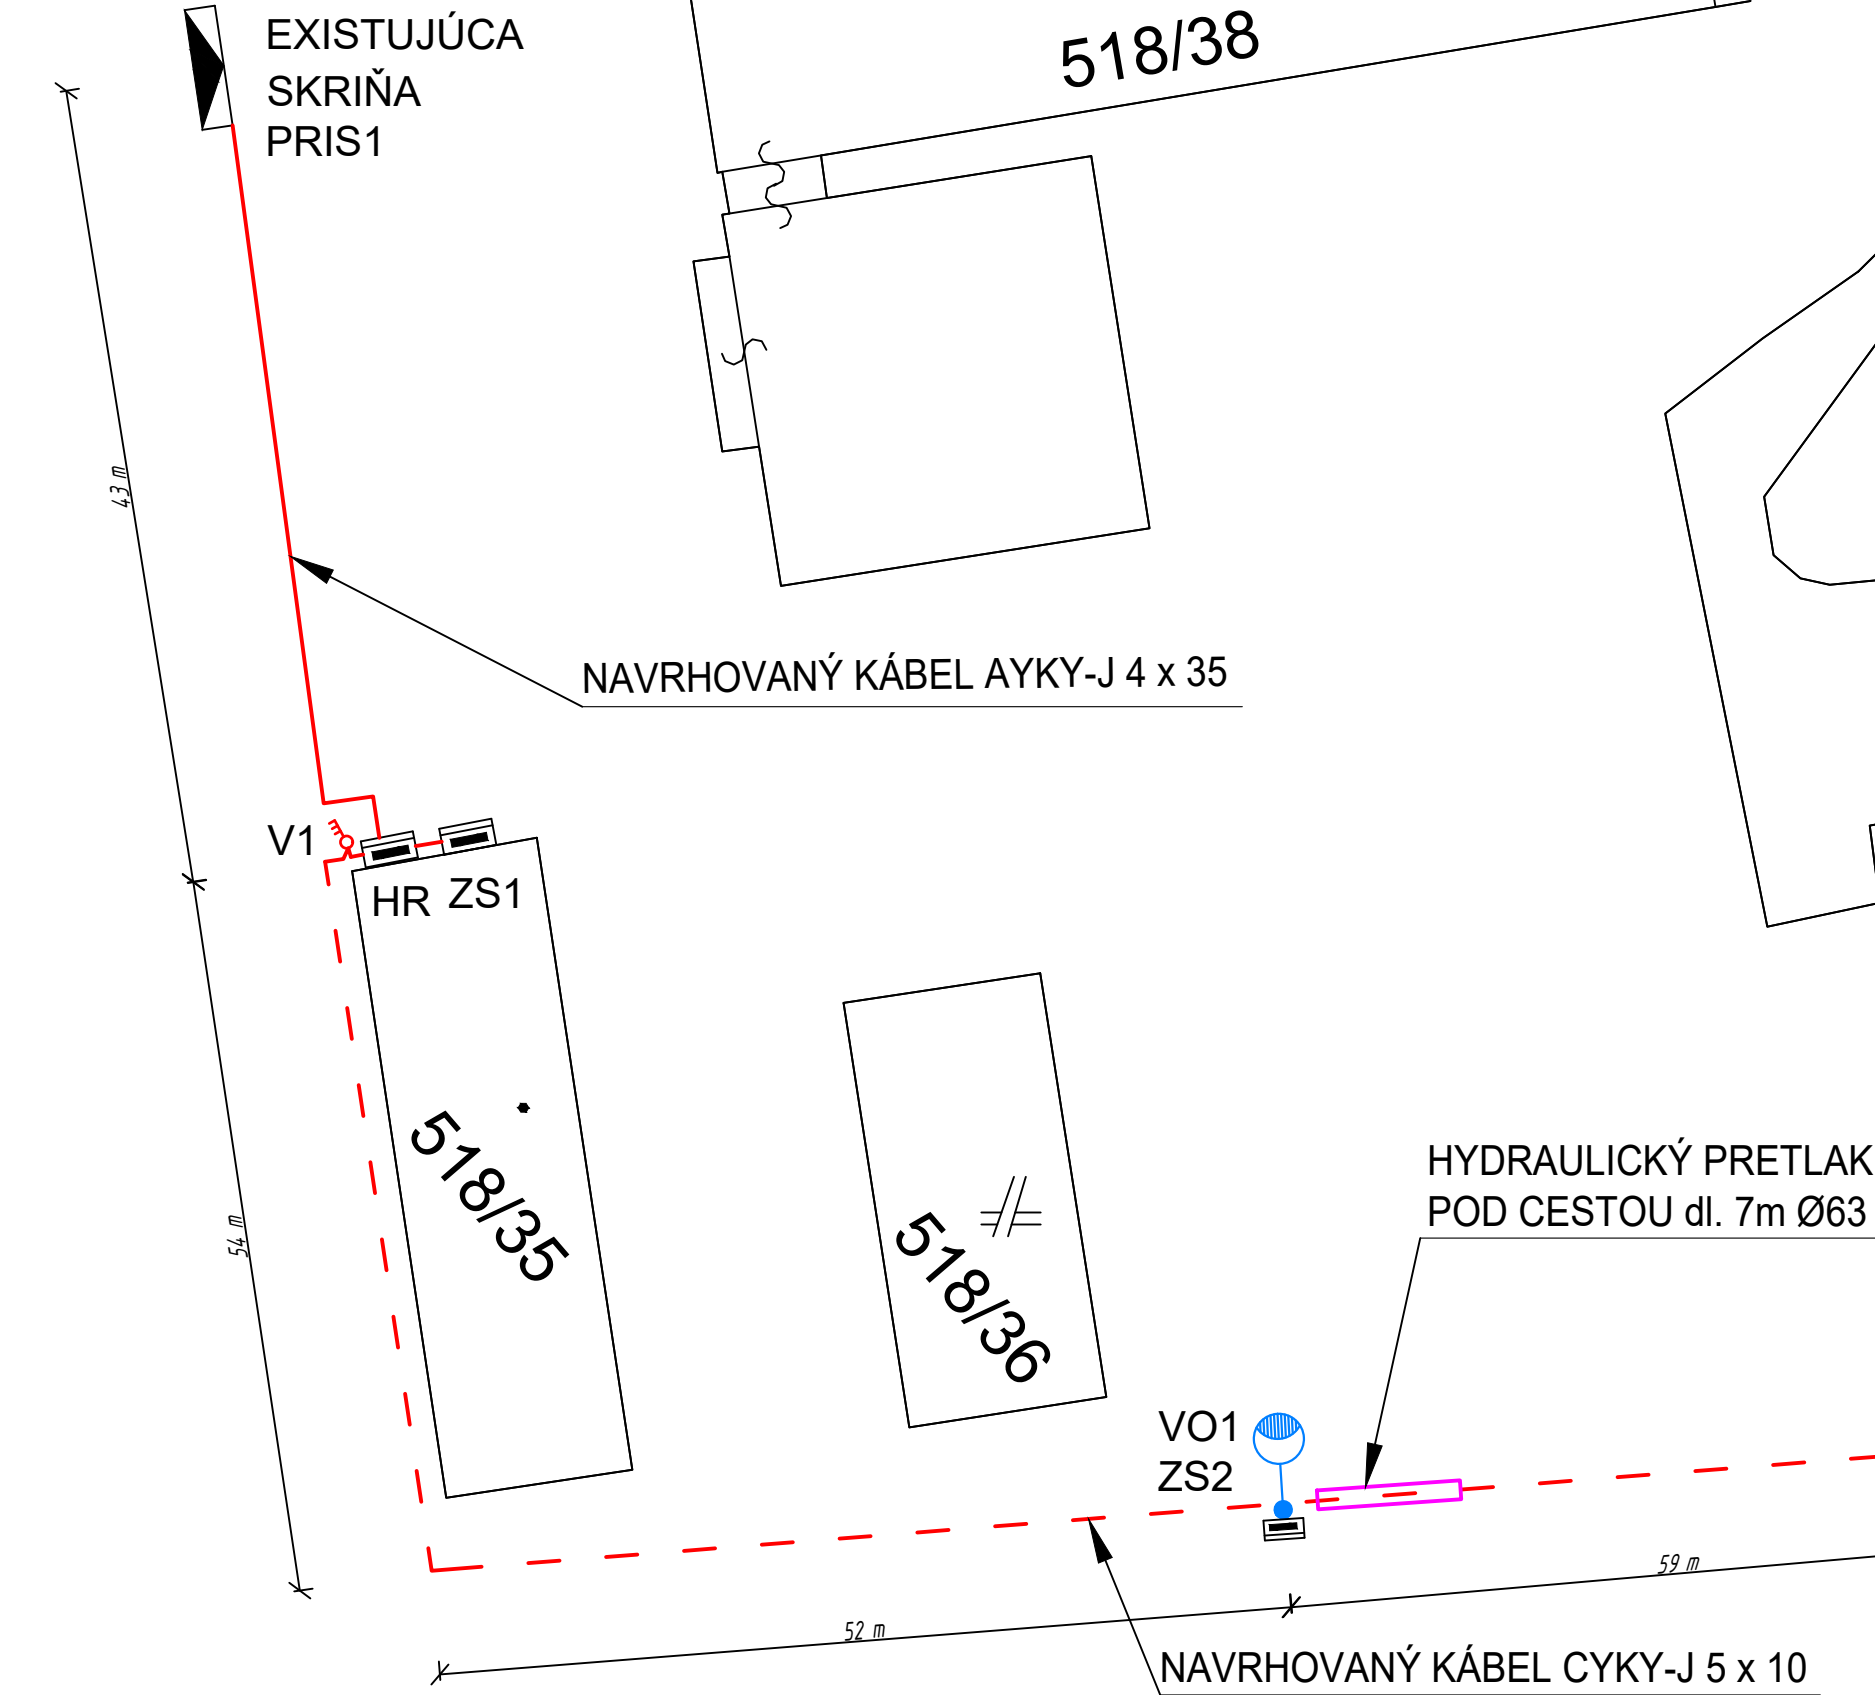 EXISTUJÚCA
SKRIŇA
PRIS1
518/38
43 m
NAVRHOVANÝ KÁBEL AYKY-J 4 x 35
V1
HR
ZS1
518/35
518/36
54 m
HYDRAULICKÝ PRETLAK
POD CESTOU dl. 7m Ø63
VO1
ZS2
59 m
52 m
NAVRHOVANÝ KÁBEL CYKY-J 5 x 10